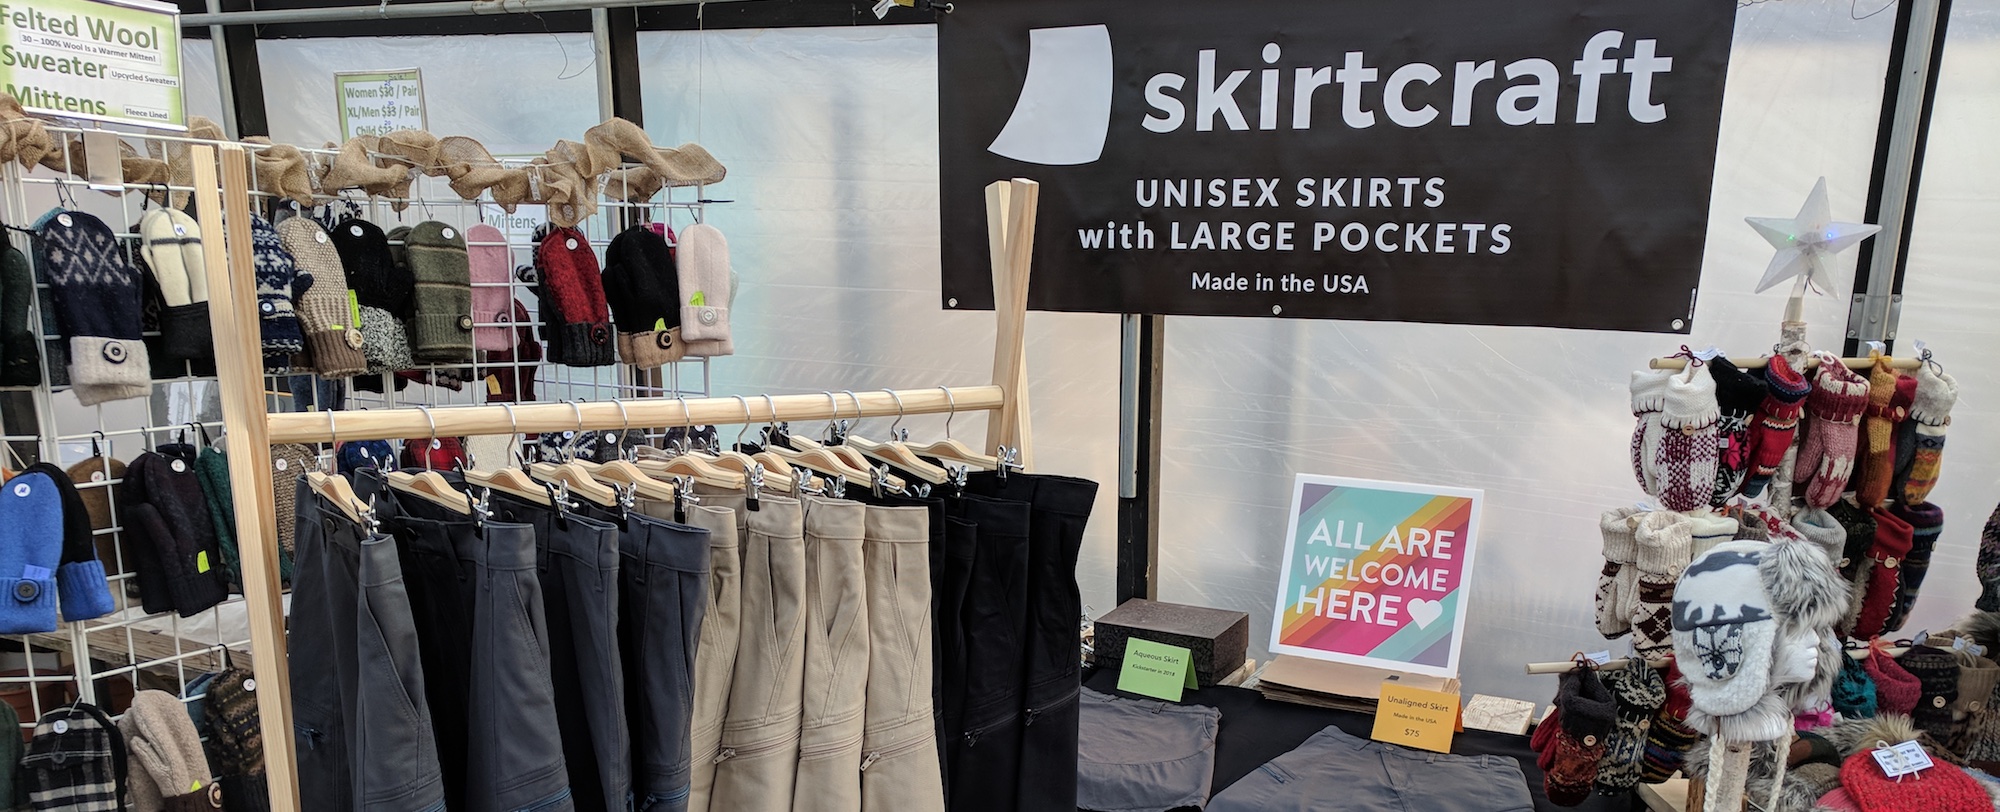 Felted Wool
30 – 100% Wool Is a Warmer Mitten!
Sweater
Upcycled Sweaters
Mittens
Fleece Lined
Women $30 / Pair
XL/Men $33 / Pair
Child / Pair
Mittens
skirtcraft
UNISEX SKIRTS
with LARGE POCKETS
Made in the USA
ALL ARE
WELCOME
HERE
Aqueous Skirt
Kickstarter in 2018
Unaligned Skirt
Made in the USA
$75